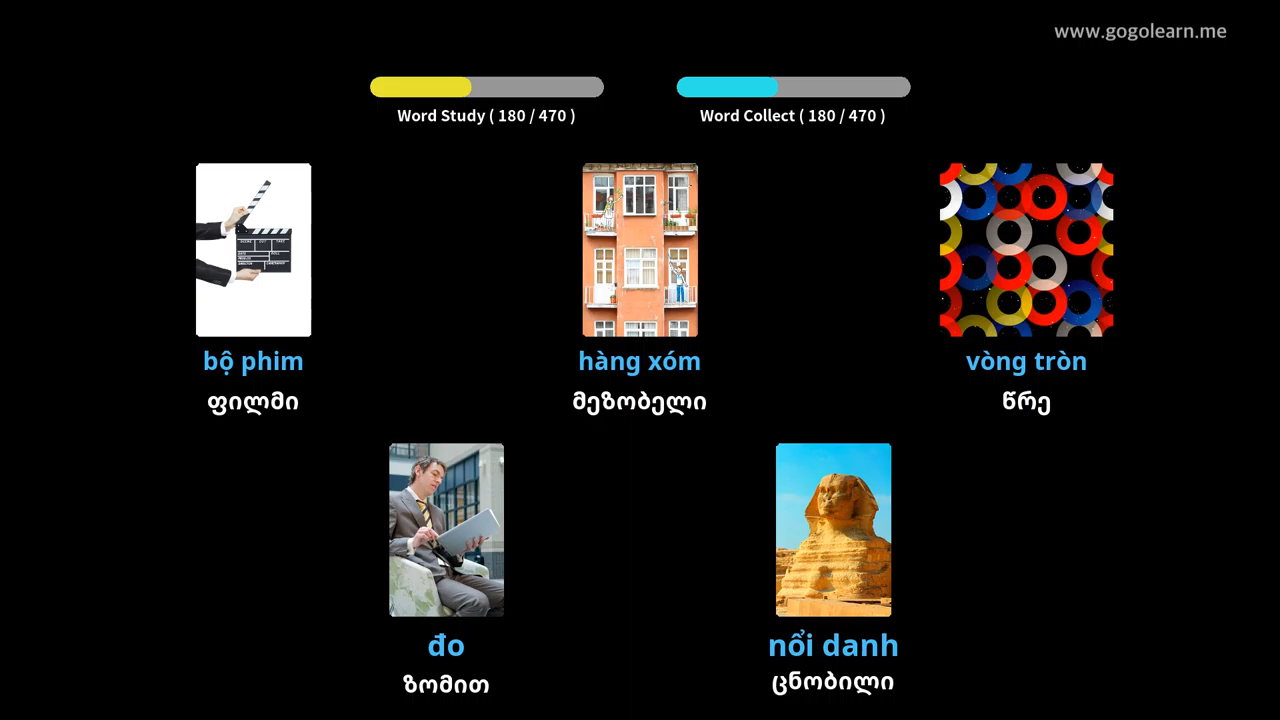 www.gogolearn.me
Word Study ( 180 / 470 )
Word Collect ( 180 / 470 )
bộ phim
ფილმი
hàng xóm
მეზობელი
vòng tròn
წრე
đo
ზომით
nổi danh
ცნობილი